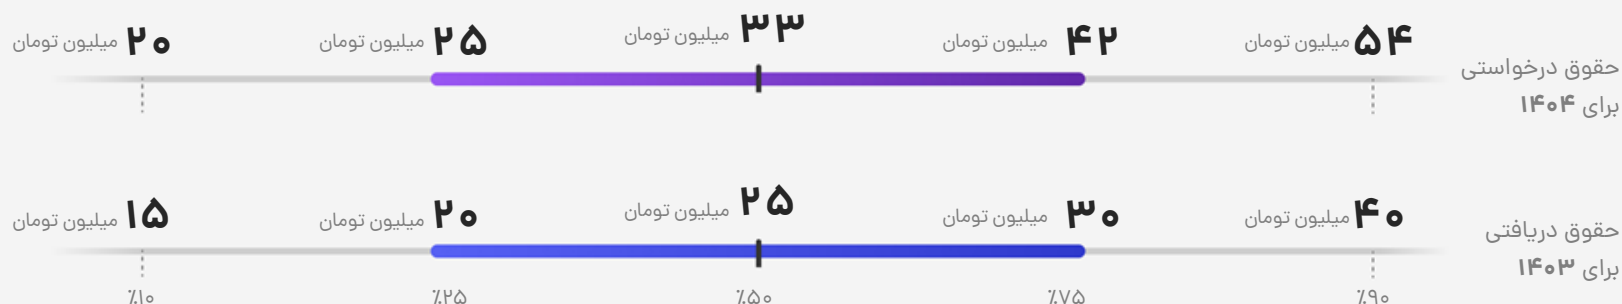 ۲۰ میلیون تومان
۲۵ میلیون تومان
۳۳ میلیون تومان
۴۲ میلیون تومان
۵۴ میلیون تومان
حقوق درخواستی
برای ۱۴۰۴
۱۵ میلیون تومان
۲۰ میلیون تومان
۲۵ میلیون تومان
۳۰ میلیون تومان
۴۰ میلیون تومان
حقوق دریافتی
برای ۱۴۰۳
٪۱۰
٪۲۵
٪۵۰
٪۷۵
٪۹۰